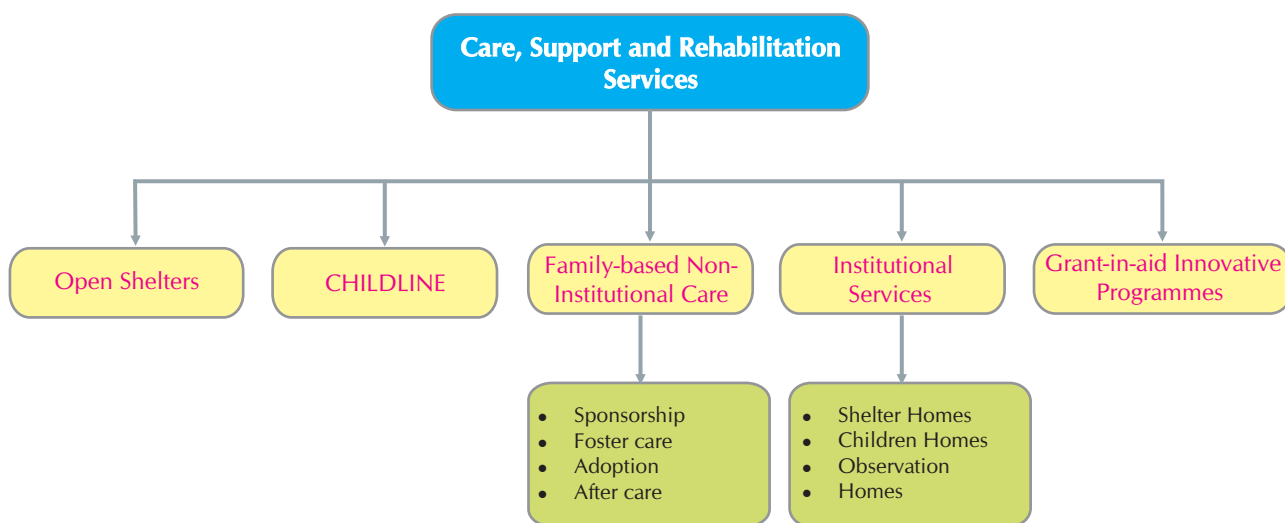 Care, Support and Rehabilitation
Services
Open Shelters
CHILDLINE
Family-based Non-
Institutional Care
Institutional
Services
Grant-in-aid Innovative
Programmes
• Sponsorship
• Foster care
• Adoption
• After care
• Shelter Homes
• Children Homes
• Observation
• Homes